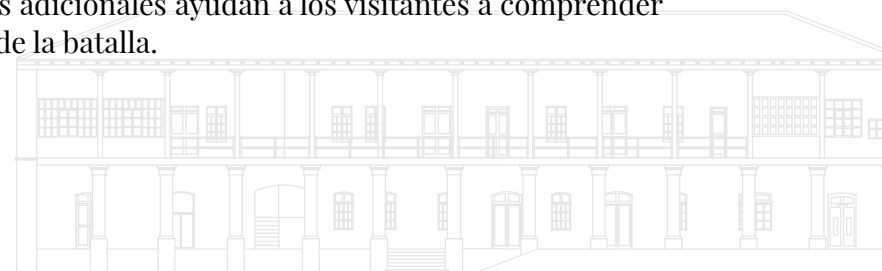 s adicionales ayudan a los visitantes a comprender
de la batalla.